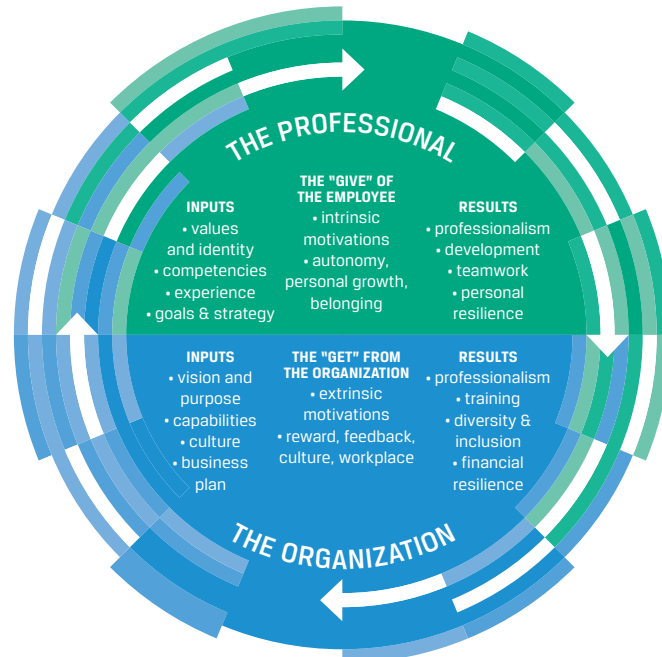 THE PROFESSIONAL
INPUTS
• values
and identity
• competencies
• experience
• goals & strategy
THE "GIVE" OF
THE EMPLOYEE
• intrinsic
motivations
• autonomy,
personal growth,
belonging
RESULTS
• professionalism
• development
• teamwork
• personal
resilience
INPUTS
• vision and
purpose
• capabilities
• culture
• business
plan
THE "GET" FROM
THE ORGANIZATION
• extrinsic
motivations
• reward, feedback,
culture, workplace
RESULTS
• professionalism
• training
• diversity &
inclusion
• financial
resilience
THE ORGANIZATION